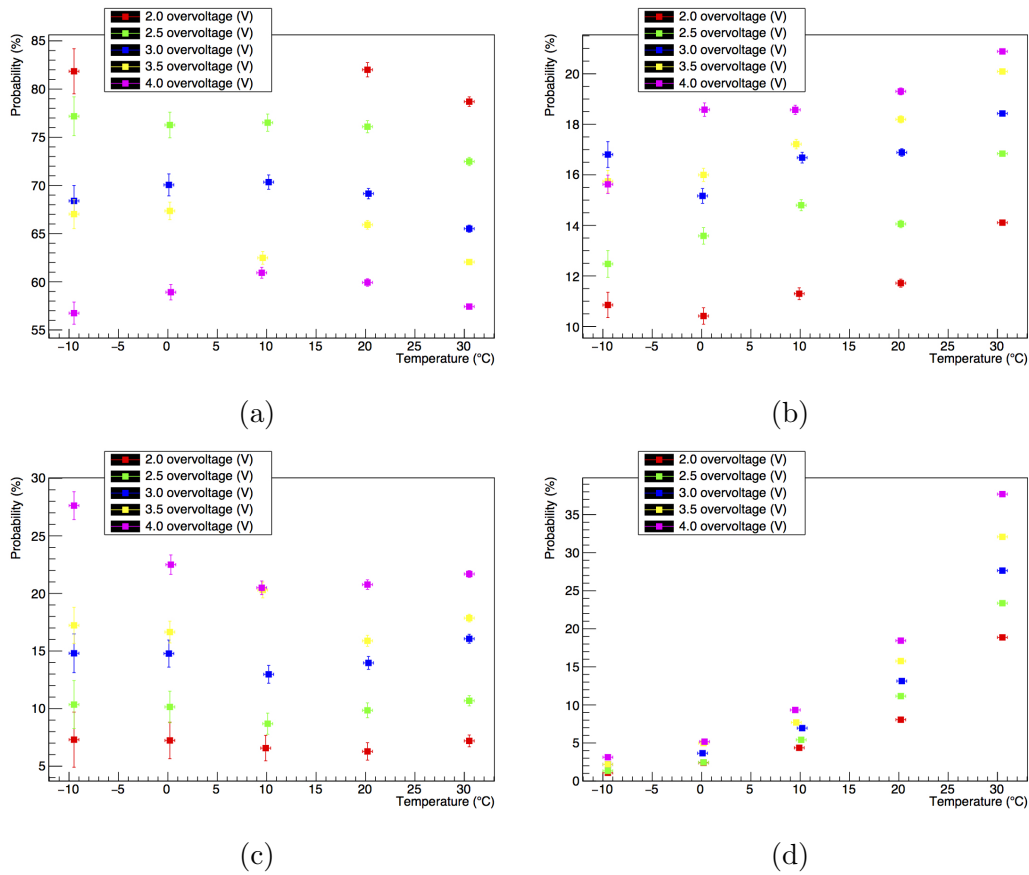 2.0 overvoltage (V)
2.5 overvoltage (V)
3.0 overvoltage (V)
3.5 overvoltage (V)
4.0 overvoltage (V)
Probability (%)
85
80
75
70
65
60
55
−10 −5 0 5 10 15 20 25 30
Temperature (°C)
(a)
2.0 overvoltage (V)
2.5 overvoltage (V)
3.0 overvoltage (V)
3.5 overvoltage (V)
4.0 overvoltage (V)
Probability (%)
20
18
16
14
12
10
−10 −5 0 5 10 15 20 25 30
Temperature (°C)
(b)
2.0 overvoltage (V)
2.5 overvoltage (V)
3.0 overvoltage (V)
3.5 overvoltage (V)
4.0 overvoltage (V)
Probability (%)
30
25
20
15
10
5
−10 −5 0 5 10 15 20 25 30
Temperature (°C)
(c)
2.0 overvoltage (V)
2.5 overvoltage (V)
3.0 overvoltage (V)
3.5 overvoltage (V)
4.0 overvoltage (V)
Probability (%)
35
30
25
20
15
10
5
0
−10 −5 0 5 10 15 20 25 30
Temperature (°C)
(d)